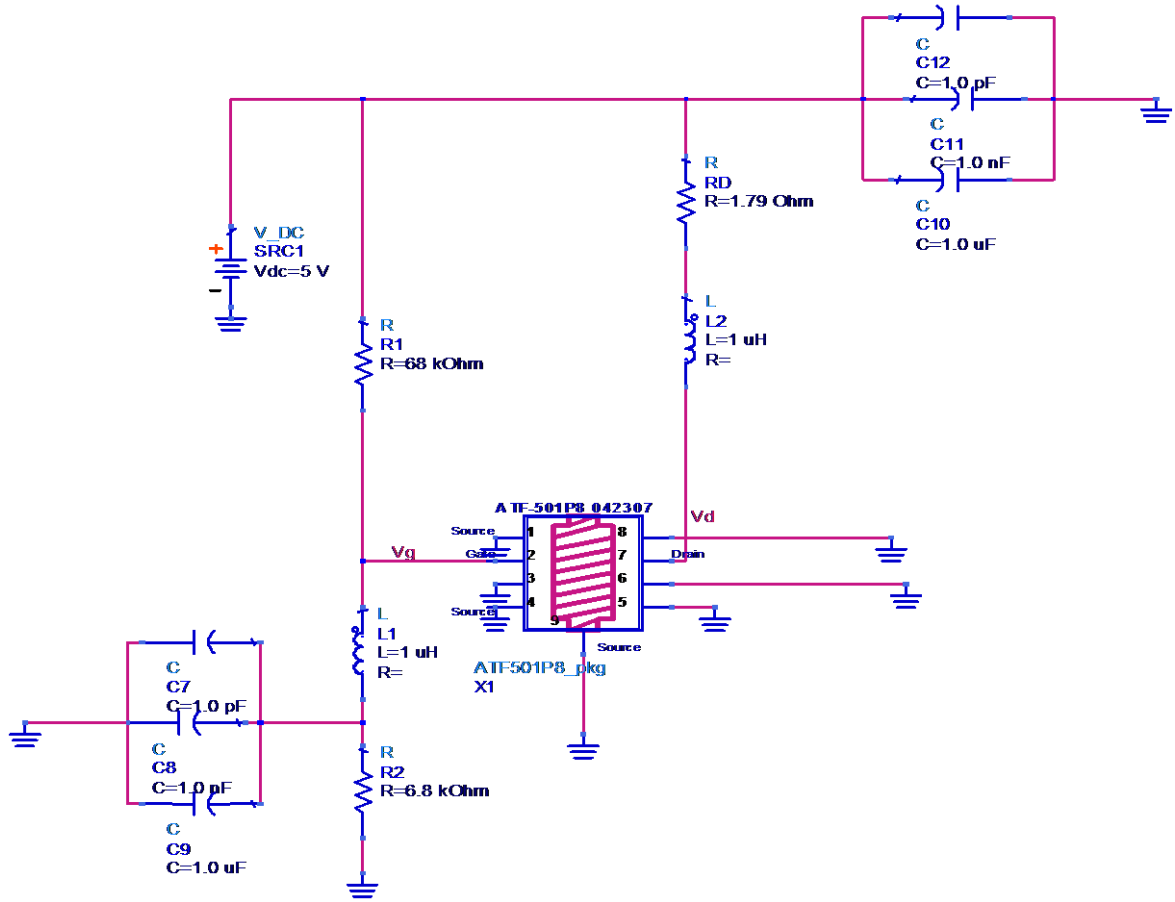 C
C12
C=1.0 pF
C
C11
C=1.0 nF
C
C10
C=1.0 uF
R
RD
R=1.79 Ohm
V_DC
SRC1
Vdc=5 V
+
−
L
L2
L=1 uH
R=
R
R1
R=68 kOhm
ATF-501P8_042307
Vd
Vg
Source
Gate
Source
1
2
3
4
8
7
6
5
9
Drain
Source
ATF501P8_pkg
X1
L
L1
L=1 uH
R=
C
C7
C=1.0 pF
C
C8
C=1.0 nF
C
C9
C=1.0 uF
R
R2
R=6.8 kOhm